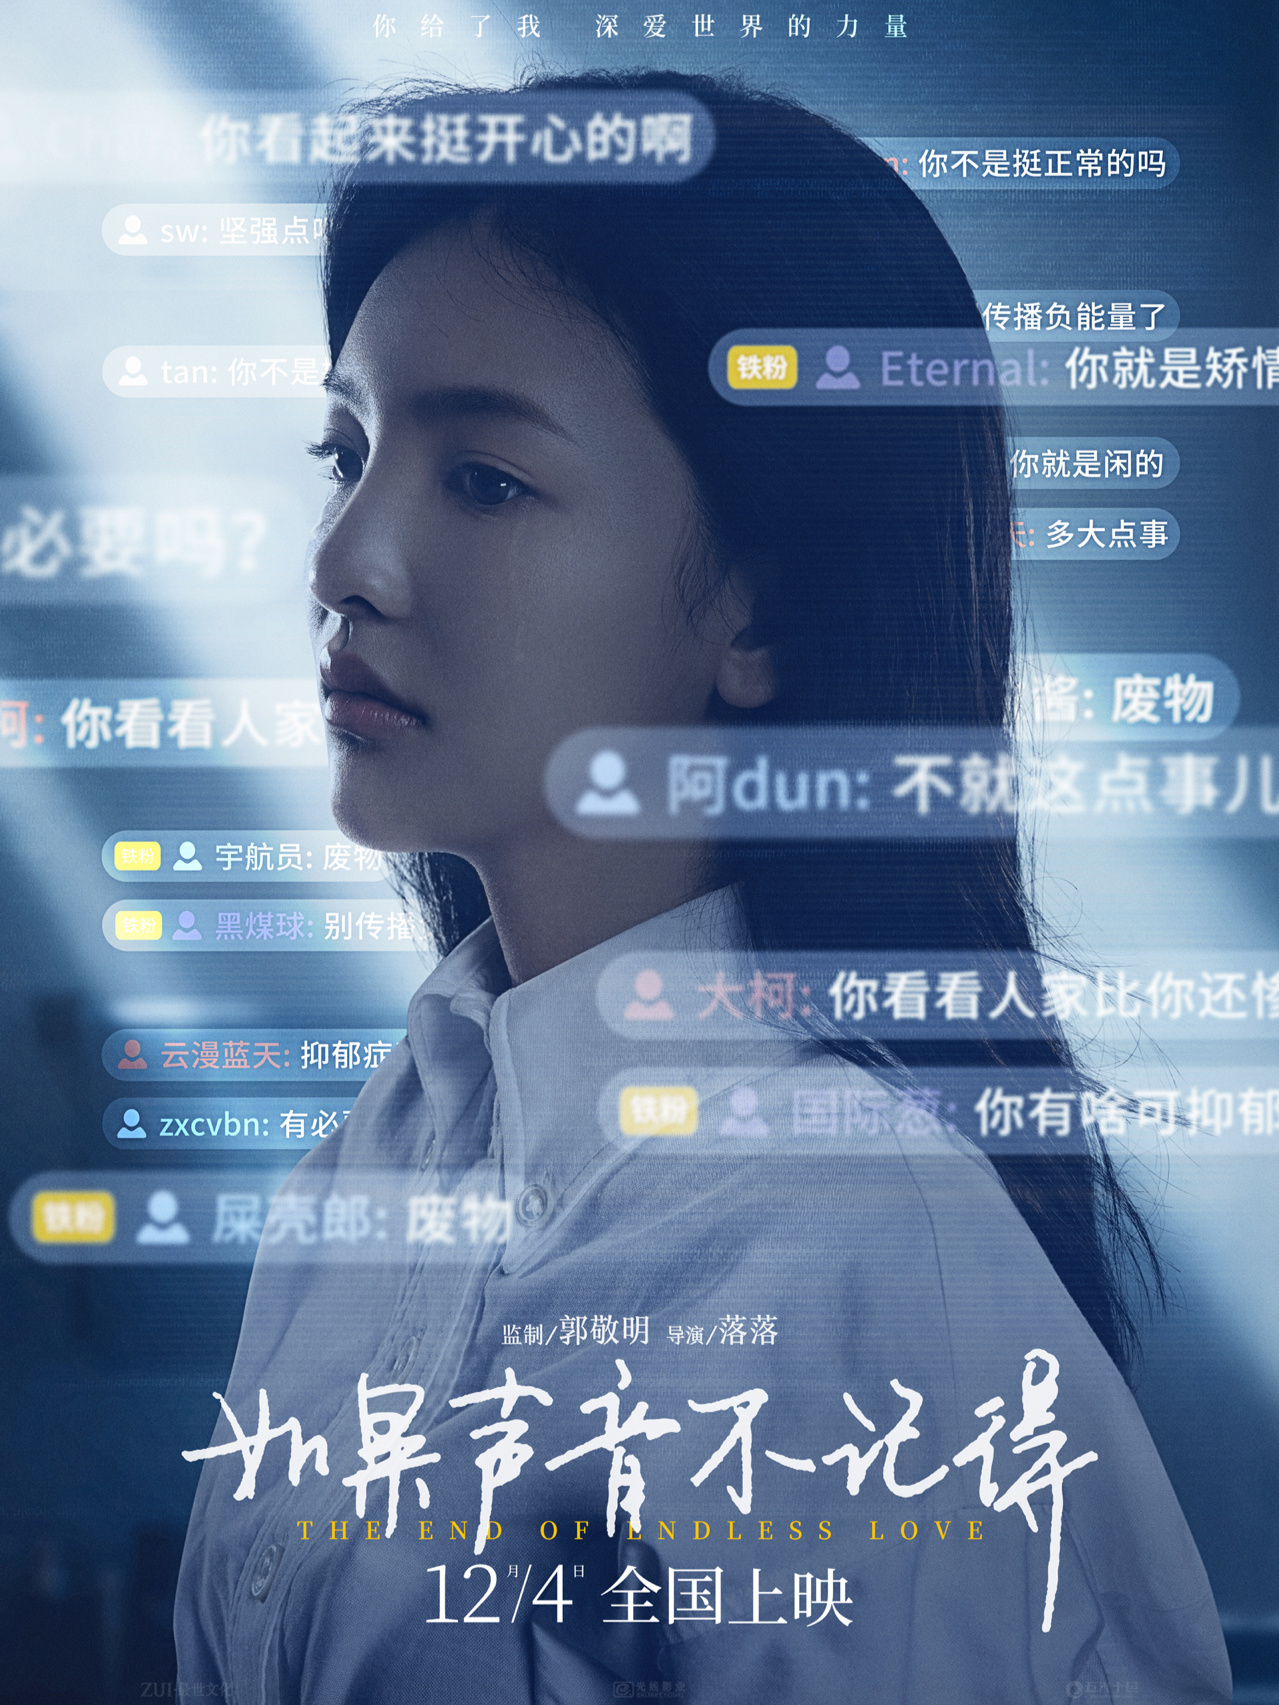 你给了我 深爱世界的力量
你看起来挺开心的啊
你不是挺正常的吗
sw: 坚强点
传播负能量了
铁粉 Eternal: 你就是矫情
tan: 你不是
你就是闲的
必要吗?
多大点事
酱: 废物
柯: 你看看人家
阿dun: 不就这点事儿
铁粉 宇航员: 废物
铁粉 黑煤球: 别传播
大柯: 你看看人家比你还惨
云漫蓝天: 抑郁症
铁粉 国际葱: 你有啥可抑郁
zxcvbn: 有必
铁粉 屎壳郎: 废物
监制/郭敬明 导演/落落
如果声音不记得
THE END OF ENDLESS LOVE
12月/4日 全国上映